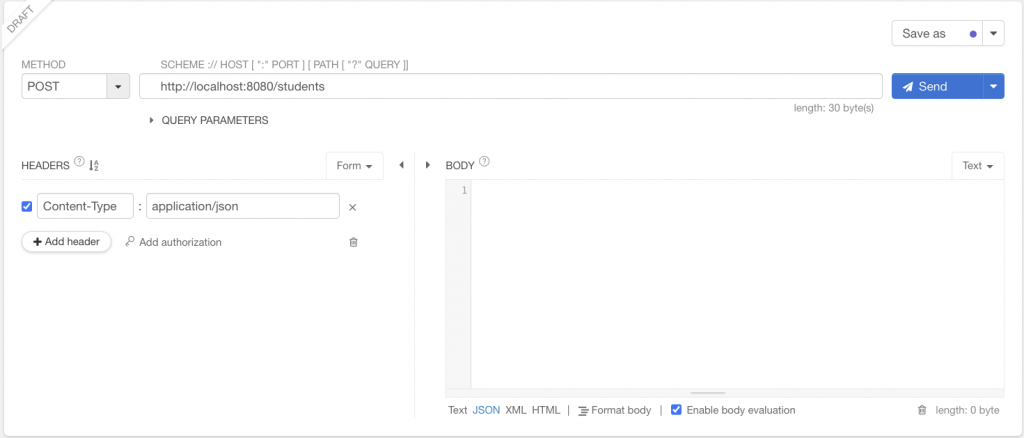 DRAFT
Save as
METHOD SCHEME :// HOST [ ":" PORT ] [ PATH [ "?" QUERY ]]
POST http://localhost:8080/students Send
length: 30 byte(s)
QUERY PARAMETERS
HEADERS ? A Z Form BODY ? Text
1
Content-Type : application/json ×
+ Add header Add authorization
Text JSON XML HTML | Format body | Enable body evaluation length: 0 byte